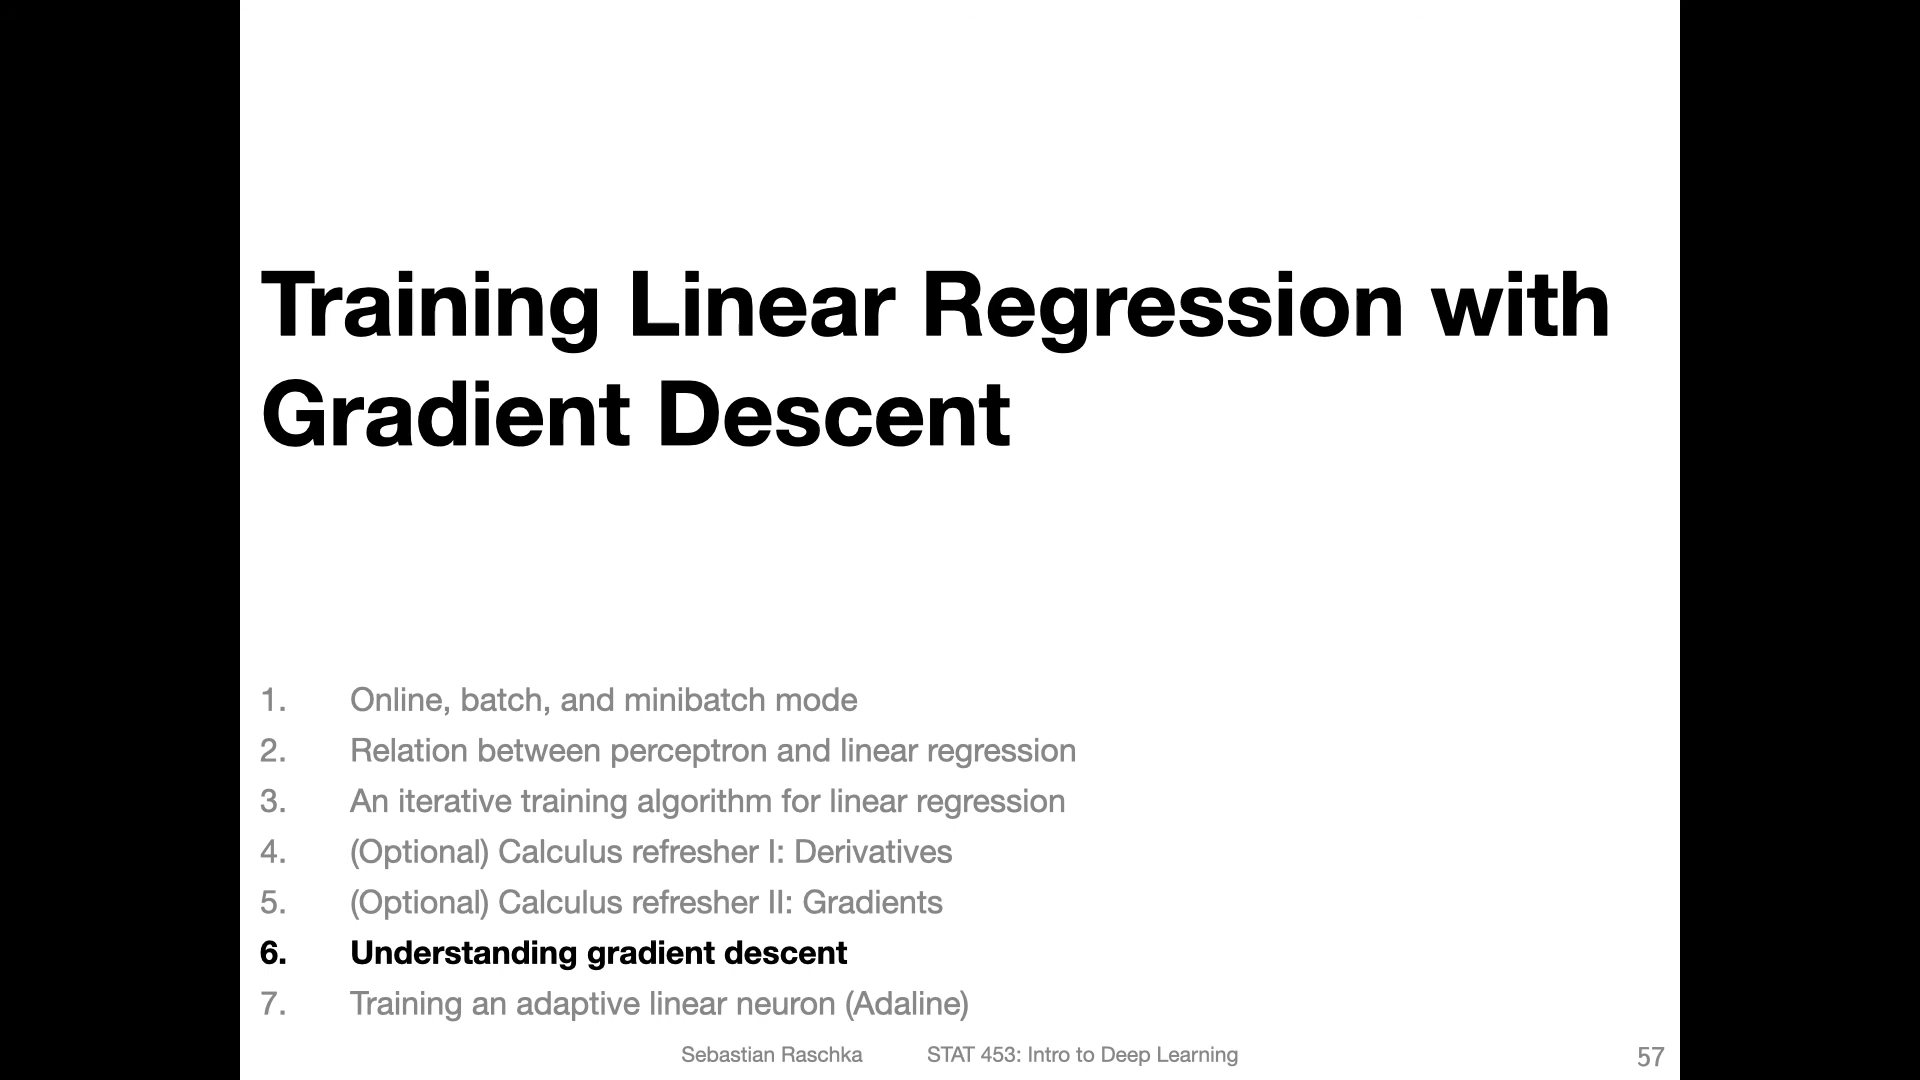 Training Linear Regression with
Gradient Descent
1. Online, batch, and minibatch mode
2. Relation between perceptron and linear regression
3. An iterative training algorithm for linear regression
4. (Optional) Calculus refresher I: Derivatives
5. (Optional) Calculus refresher II: Gradients
6. Understanding gradient descent
7. Training an adaptive linear neuron (Adaline)
Sebastian Raschka STAT 453: Intro to Deep Learning 57